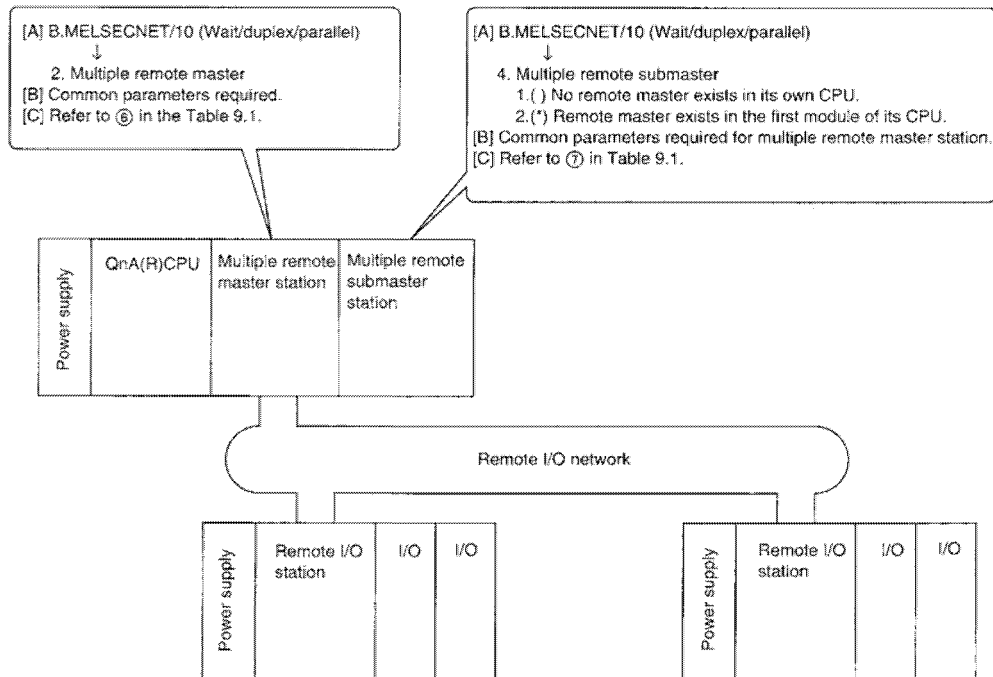 [A] B.MELSECNET/10 (Wait/duplex/parallel)
↓
2. Multiple remote master
[B] Common parameters required.
[C] Refer to ⑥ in the Table 9.1.
[A] B.MELSECNET/10 (Wait/duplex/parallel)
↓
4. Multiple remote submaster
1.( ) No remote master exists in its own CPU.
2.(*) Remote master exists in the first module of its CPU.
[B] Common parameters required for multiple remote master station.
[C] Refer to ⑦ in Table 9.1.
Power supply
QnA(R)CPU
Multiple remote
master station
Multiple remote
submaster
station
Remote I/O network
Power supply
Remote I/O
station
I/O
I/O
Power supply
Remote I/O
station
I/O
I/O